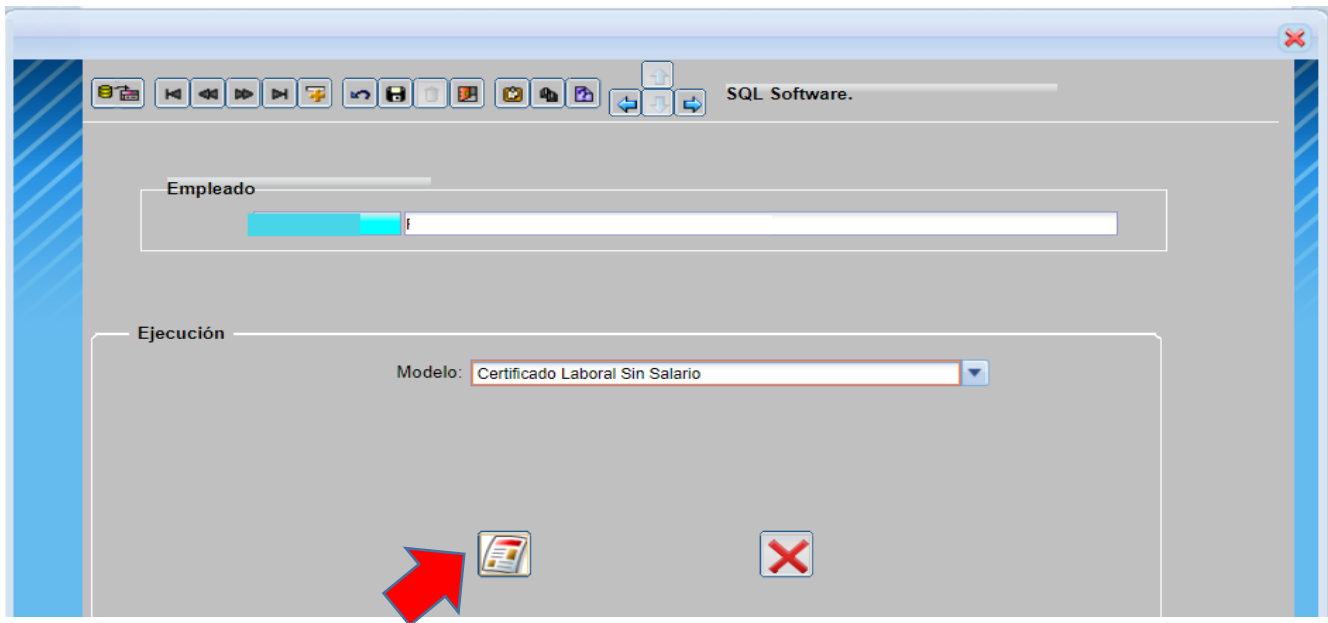 SQL Software.
Empleado
Ejecución
Modelo: Certificado Laboral Sin Salario